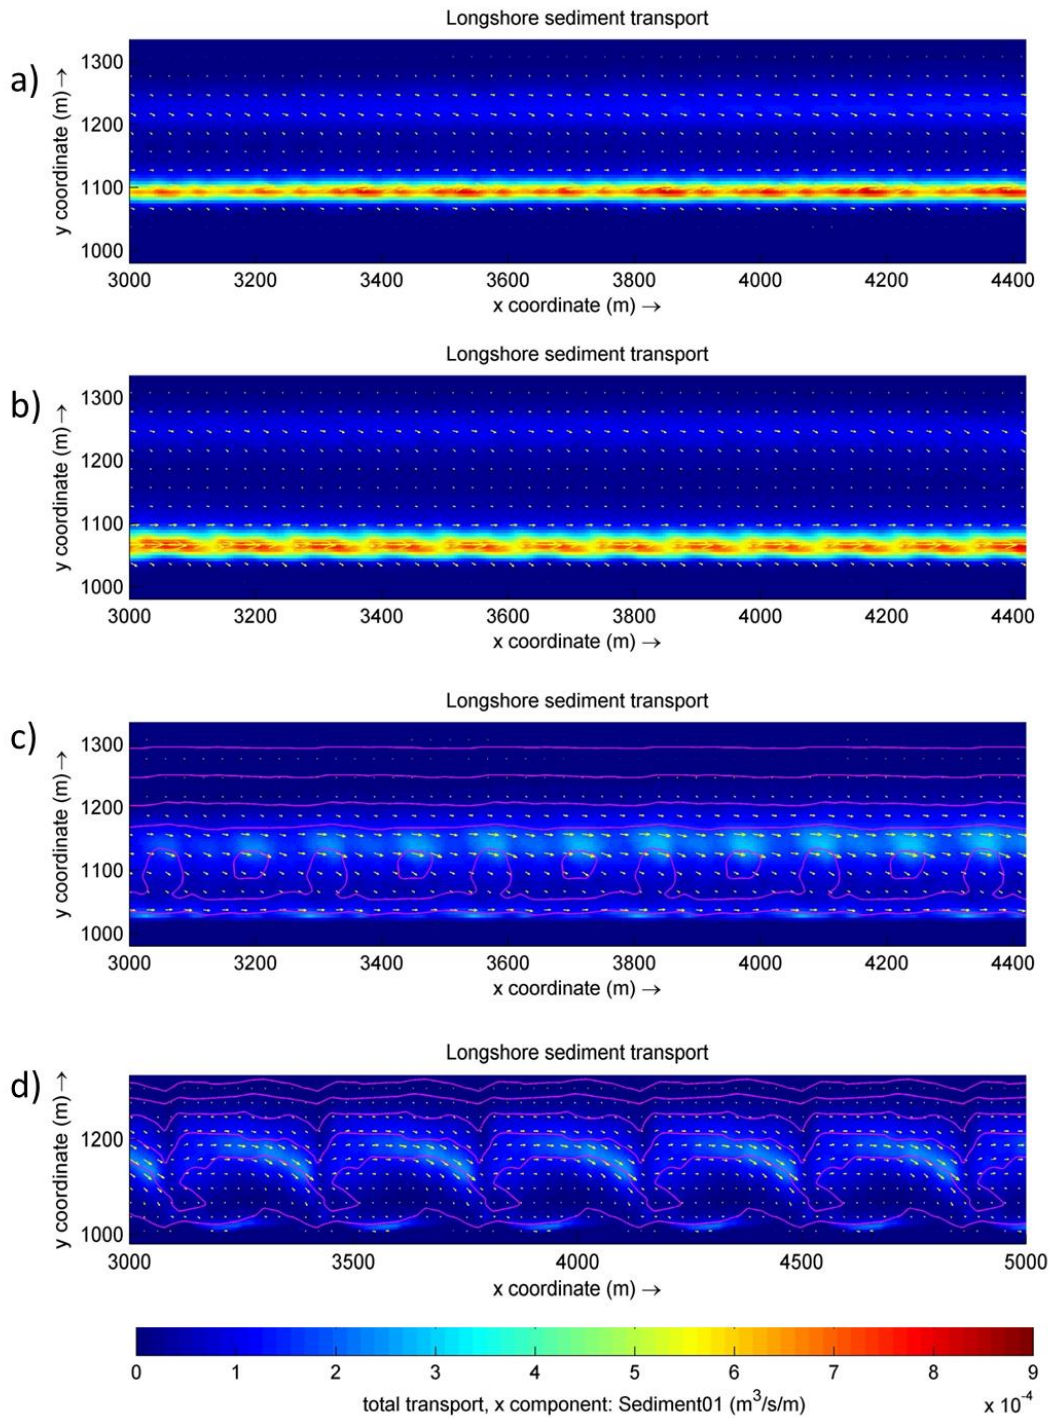 Longshore sediment transport
a)
y coordinate (m) →
1300
1200
1100
1000
3000 3200 3400 3600 3800 4000 4200 4400
x coordinate (m) →
Longshore sediment transport
b)
y coordinate (m) →
1300
1200
1100
1000
3000 3200 3400 3600 3800 4000 4200 4400
x coordinate (m) →
Longshore sediment transport
c)
y coordinate (m) →
1300
1200
1100
1000
3000 3200 3400 3600 3800 4000 4200 4400
x coordinate (m) →
Longshore sediment transport
d)
y coordinate (m) →
1200
1000
3000 3500 4000 4500 5000
x coordinate (m) →
0 1 2 3 4 5 6 7 8 9
total transport, x component: Sediment01 (m³/s/m) x 10⁻⁴